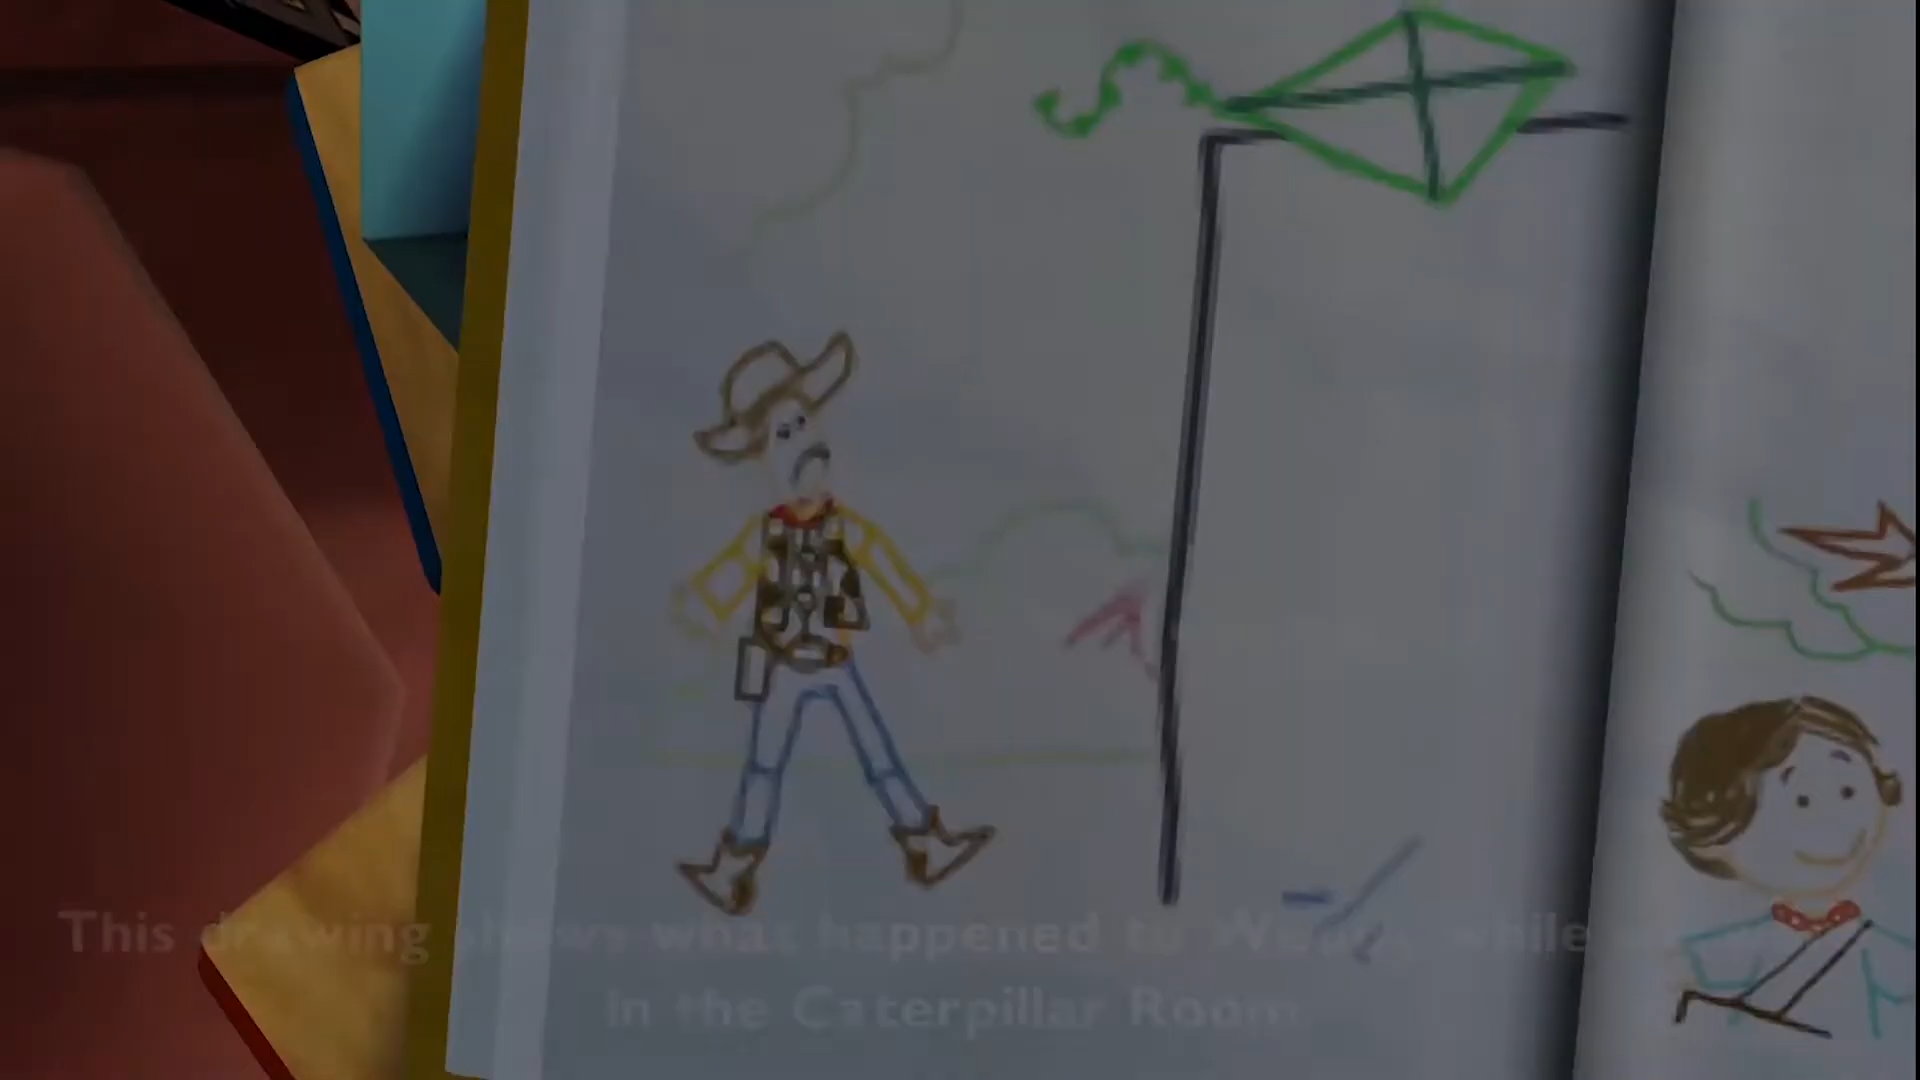 This drawing shows what happened to Woody, while
In the Caterpillar Room